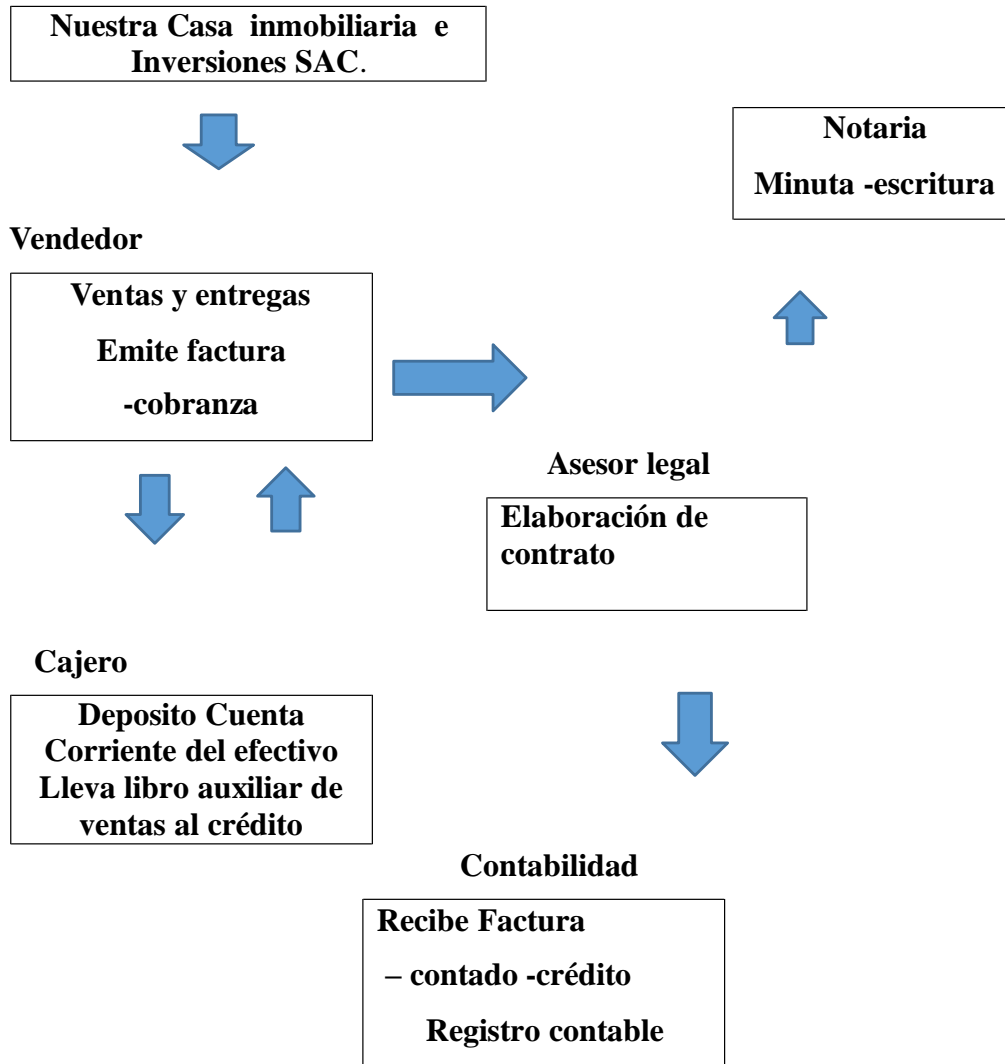 Nuestra Casa inmobiliaria e
Inversiones SAC.
Notaria
Minuta -escritura
Vendedor
Ventas y entregas
Emite factura
-cobranza
Asesor legal
Elaboración de
contrato
Cajero
Deposito Cuenta
Corriente del efectivo
Lleva libro auxiliar de
ventas al crédito
Contabilidad
Recibe Factura
– contado -crédito
Registro contable